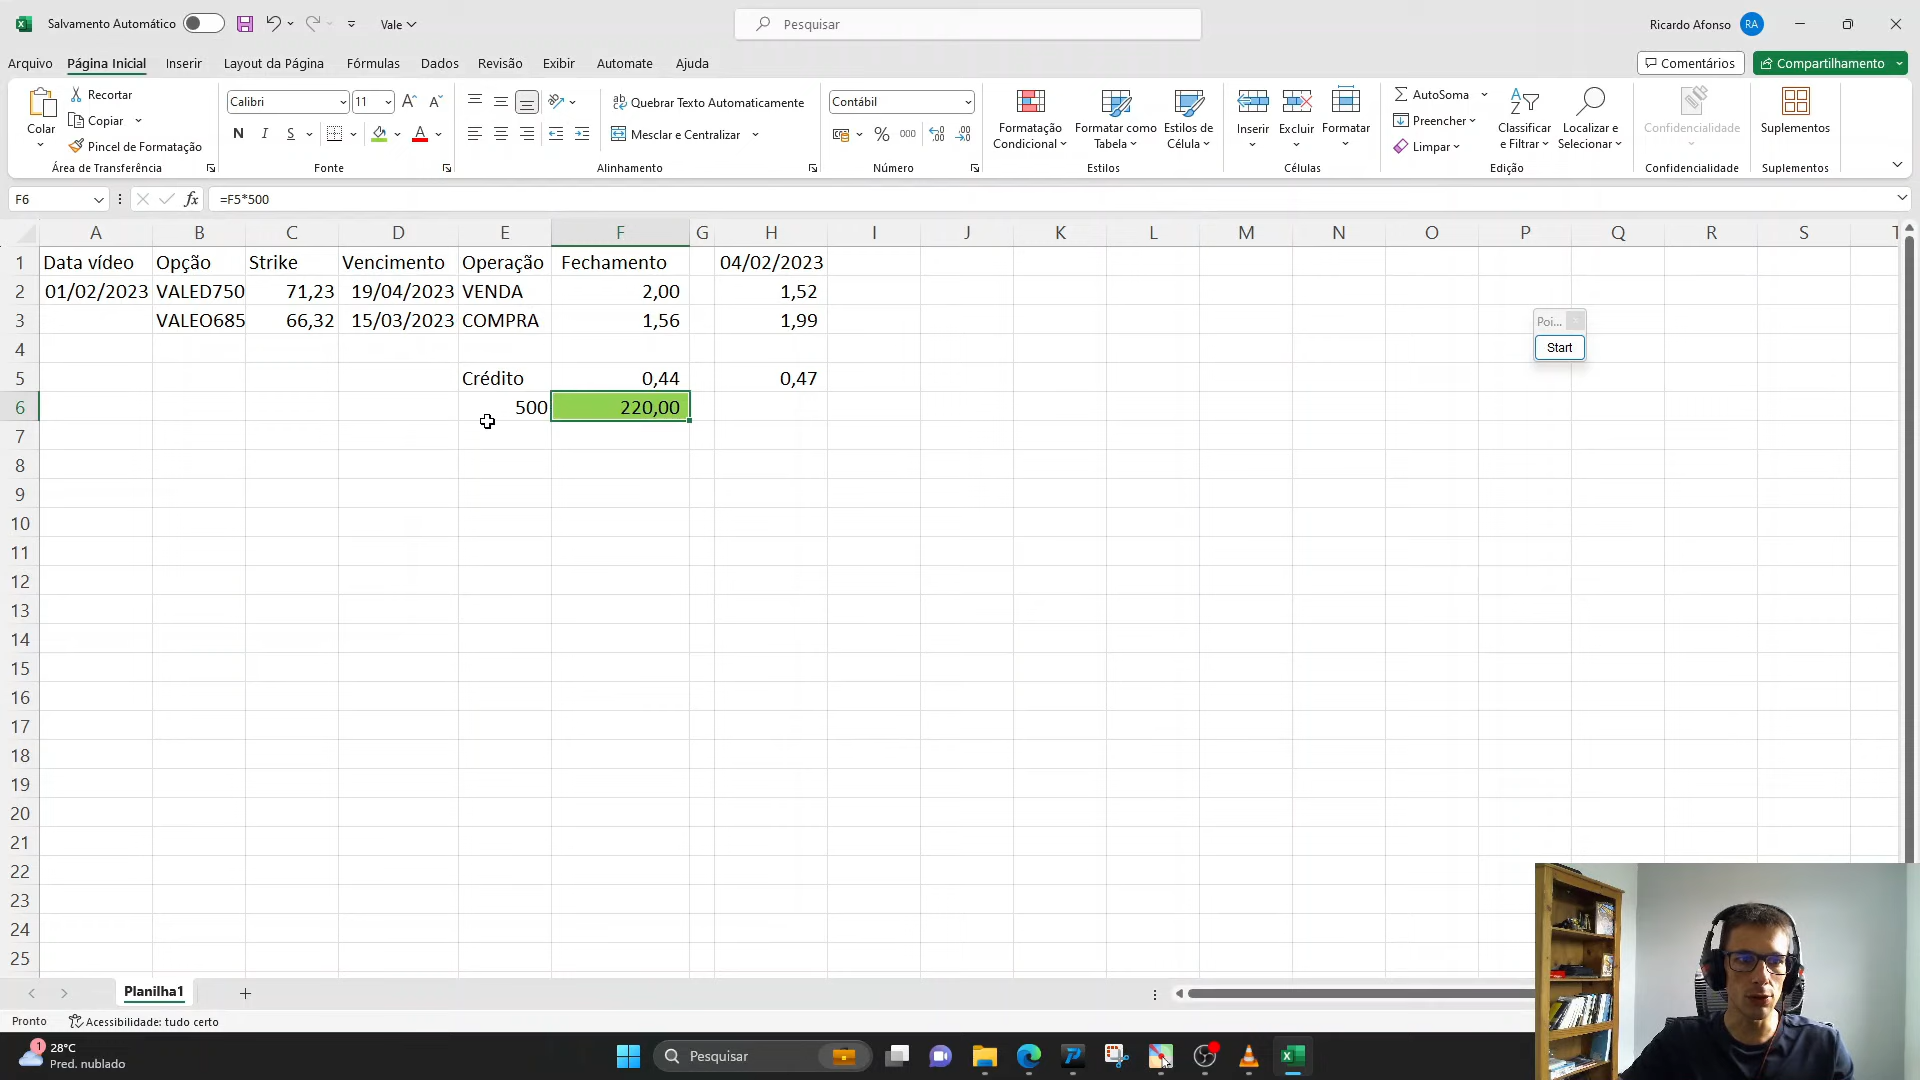 Salvamento Automático
Vale
Pesquisar
Ricardo Afonso
RA
Arquivo
Página Inicial
Inserir
Layout da Página
Fórmulas
Dados
Revisão
Exibir
Automate
Ajuda
Comentários
Compartilhamento
Colar
Recortar
Copiar
Pincel de Formatação
Área de Transferência
Calibri
11
N
I
S
Fonte
Quebrar Texto Automaticamente
Mesclar e Centralizar
Alinhamento
Contábil
%
000
Número
Formatação
Condicional
Formatar como
Tabela
Estilos de
Célula
Estilos
Inserir
Excluir
Formatar
Células
AutoSoma
Preencher
Limpar
Classificar
e Filtrar
Localizar e
Selecionar
Edição
Confidencialidade
Confidencialidade
Suplementos
Suplementos
F6
fx
=F5*500
A B C D E F G H I J K L M N O P Q R S T
1 Data vídeo Opção Strike Vencimento Operação Fechamento 04/02/2023
2 01/02/2023 VALED750 71,23 19/04/2023 VENDA 2,00 1,52
3 VALEO685 66,32 15/03/2023 COMPRA 1,56 1,99
4
5 Crédito 0,44 0,47
6 500 220,00
7
8
9
10
11
12
13
14
15
16
17
18
19
20
21
22
23
24
25
Poi...
Start
Planilha1
Pronto
Acessibilidade: tudo certo
1
28°C
Pred. nublado
Pesquisar